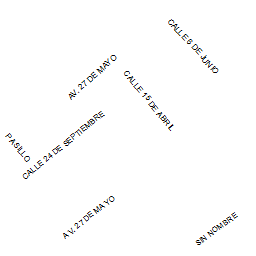 CALLE 6 DE JUNIO
AV. 27 DE MAYO
CALLE 15 DE ABRIL
CALLE 24 DE SEPTIEMBRE
PASILLO
AV. 27 DE MAYO
SIN NOMBRE